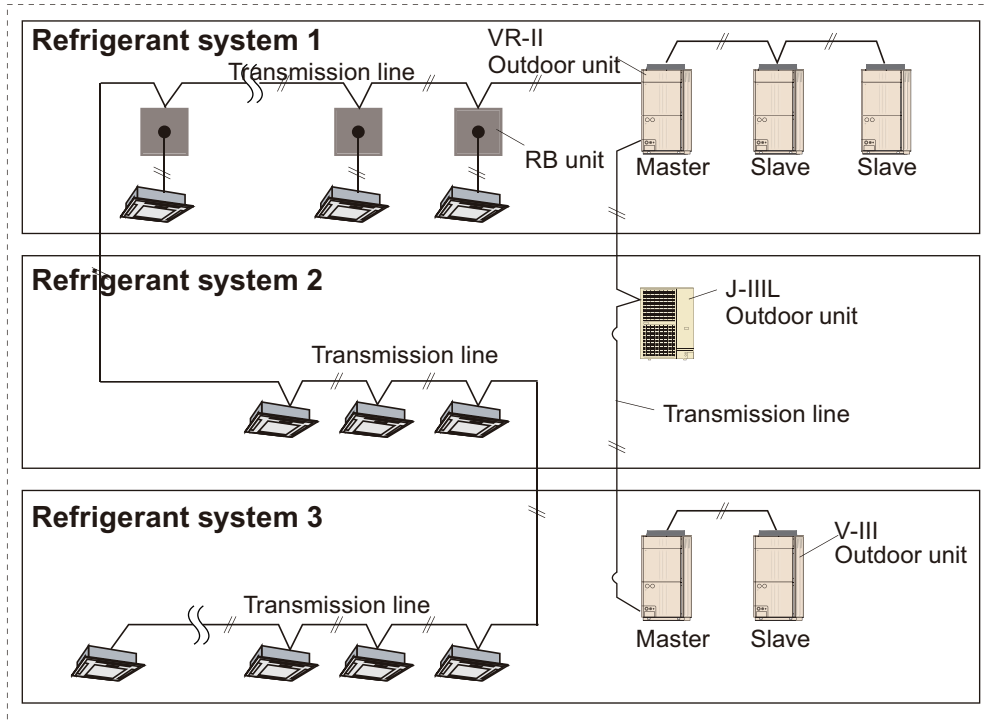 Refrigerant system 1
VR-II
Outdoor unit
Transmission line
RB unit
Master
Slave
Slave
Refrigerant system 2
J-IIIL
Outdoor unit
Transmission line
Transmission line
Refrigerant system 3
V-III
Outdoor unit
Transmission line
Master
Slave